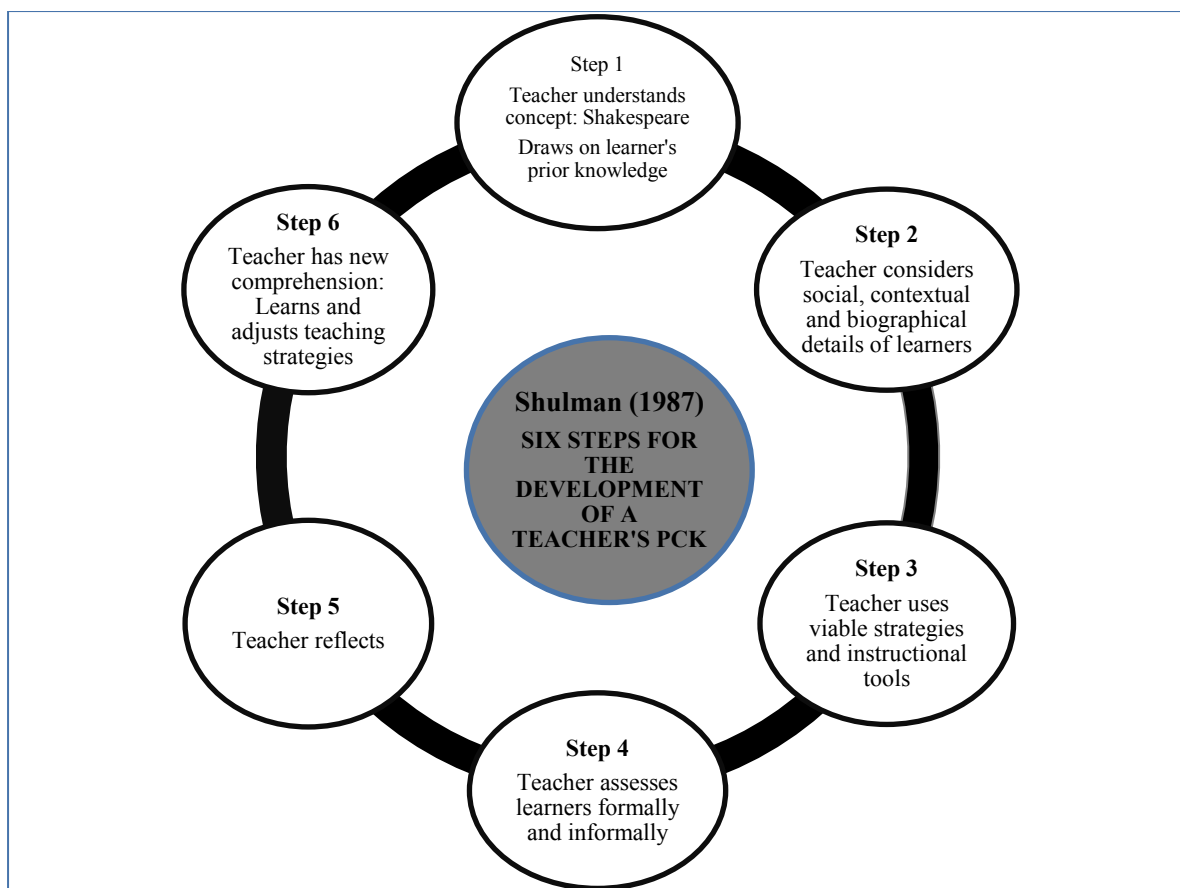 Step 1
Teacher understands
concept: Shakespeare
Draws on learner's
prior knowledge
Step 2
Teacher considers
social, contextual
and biographical
details of learners
Step 3
Teacher uses
viable strategies
and instructional
tools
Step 4
Teacher assesses
learners formally
and informally
Step 5
Teacher reflects
Step 6
Teacher has new
comprehension:
Learns and
adjusts teaching
strategies
Shulman (1987)
SIX STEPS FOR
THE
DEVELOPMENT
OF A
TEACHER'S PCK